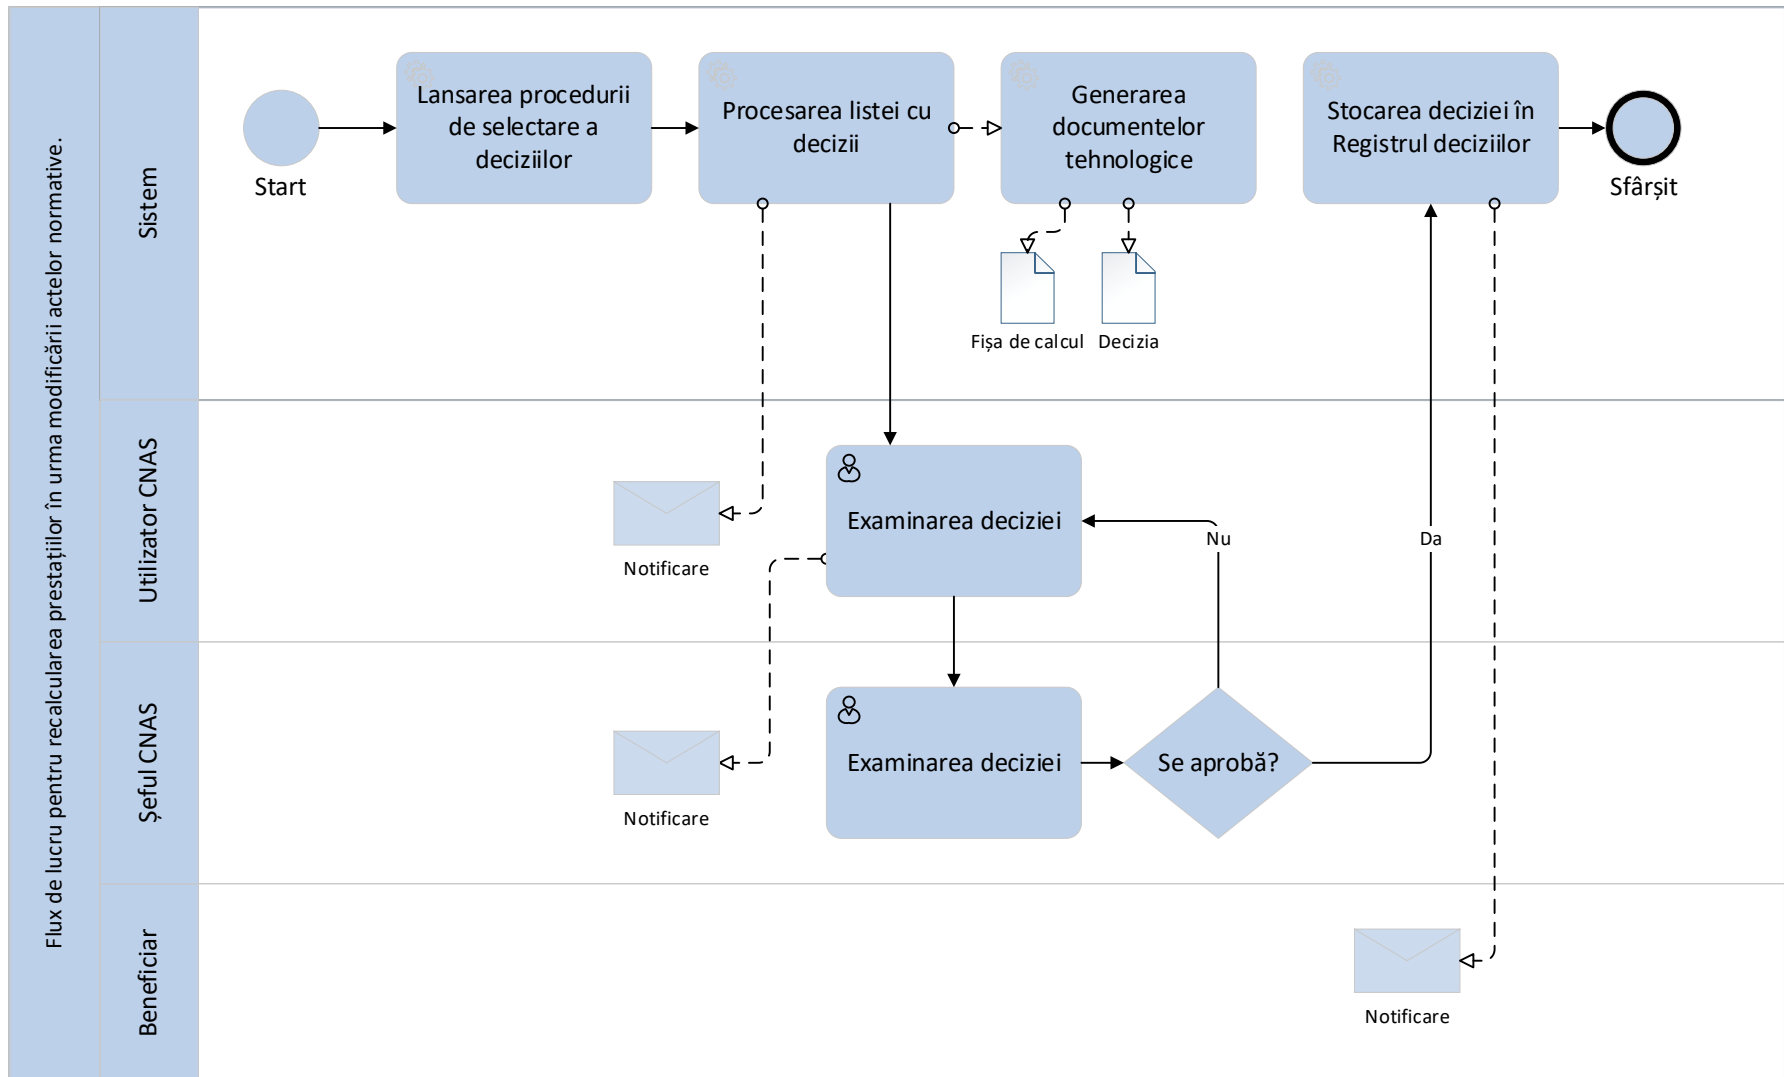 Flux de lucru pentru recalcularea prestațiilor în urma modificării actelor normative.
Sistem
Start
Lansarea procedurii
de selectare a
deciziilor
Procesarea listei cu
decizii
Generarea
documentelor
tehnologice
Fișa de calcul
Decizia
Stocarea deciziei în
Registrul deciziilor
Sfârșit
Utilizator CNAS
Notificare
Examinarea deciziei
Nu
Da
Șeful CNAS
Notificare
Examinarea deciziei
Se aprobă?
Beneficiar
Notificare